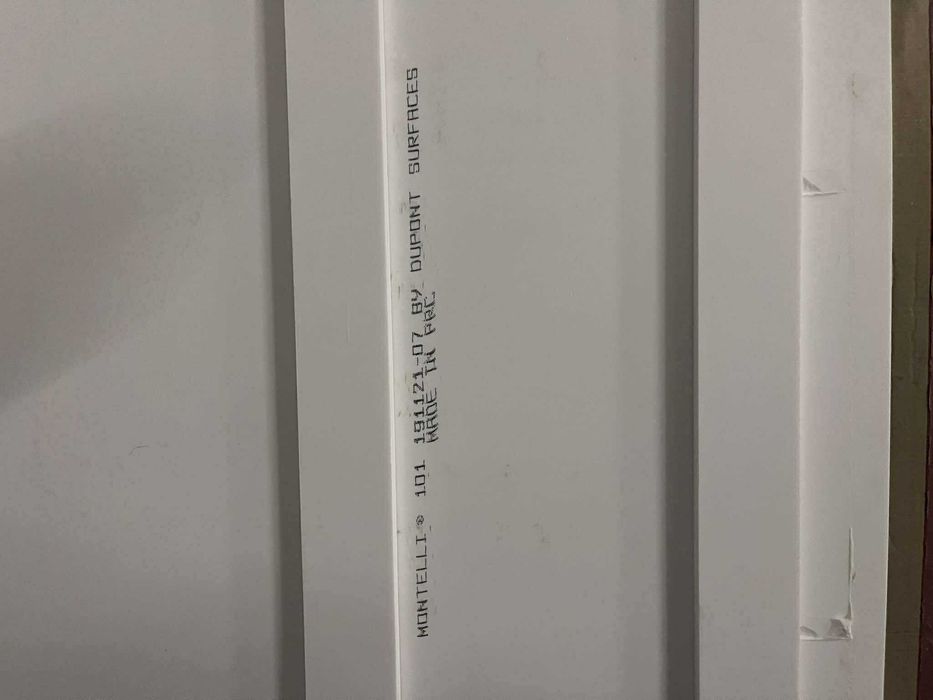 MONTELLI® 101 191121-07 BY DUPONT SURFACES
MADE IN PRC.